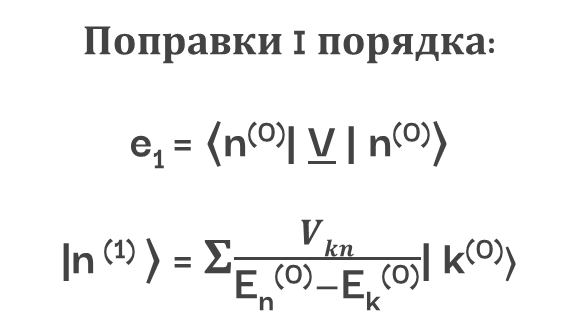 Поправки I порядка:
e₁ = ⟨n⁽⁰⁾| V̲ | n⁽⁰⁾⟩
|n ⁽¹⁾ ⟩ = Σ V_kn / (E_n⁽⁰⁾−E_k⁽⁰⁾) | k⁽⁰⁾⟩